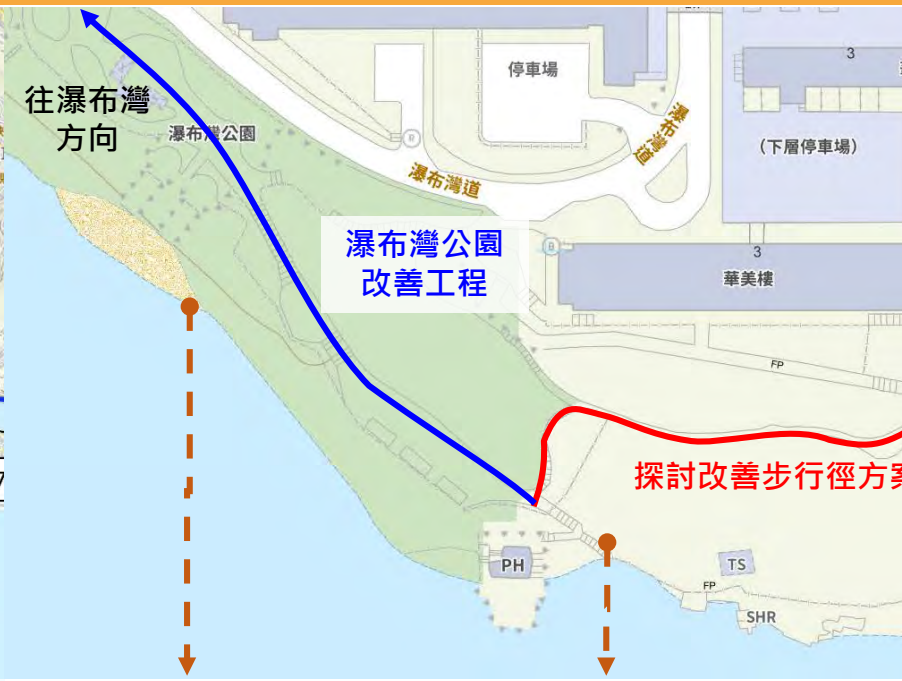 停車場
3
往瀑布灣
方向
瀑布灣公園
瀑布灣道
瀑布灣道
(下層停車場)
瀑布灣公園
改善工程
3
華美樓
FP
7
探討改善步行徑方案
PH
TS
FP
SHR